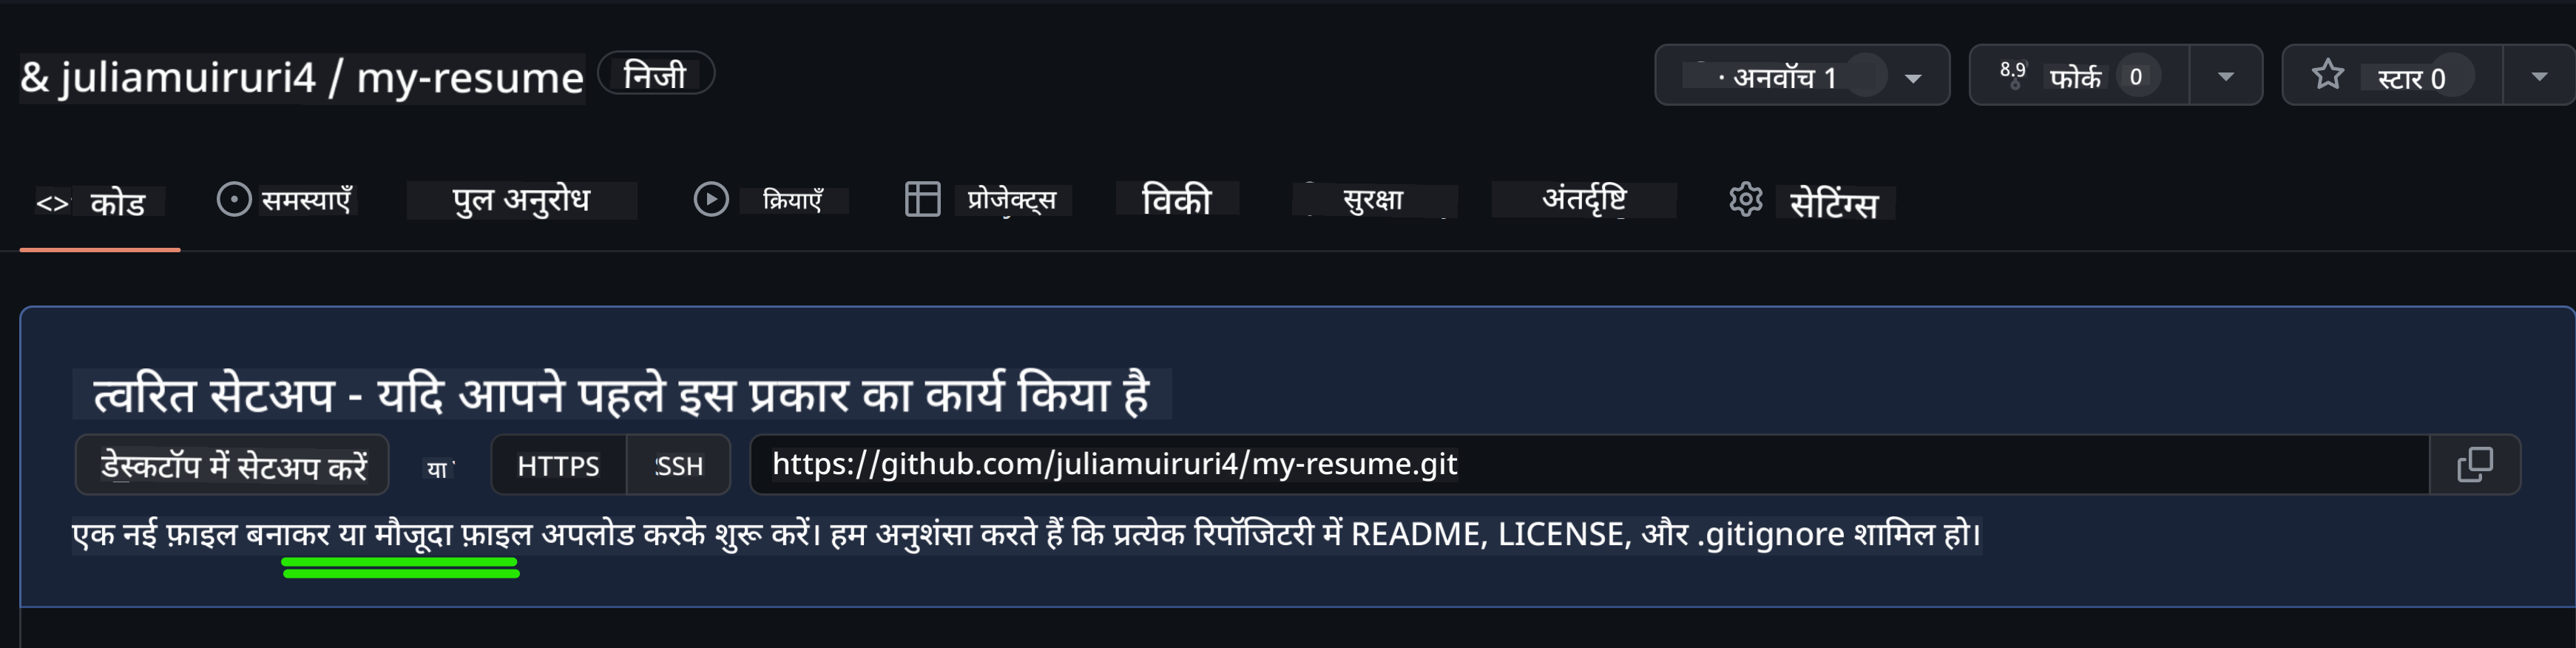 & juliamuiruri4 / my-resume निजी · अनवॉच 1 8.9 फोर्क 0 स्टार 0
<> कोड समस्याएँ पुल अनुरोध क्रियाएँ प्रोजेक्ट्स विकी सुरक्षा अंतर्दृष्टि सेटिंग्स
त्वरित सेटअप - यदि आपने पहले इस प्रकार का कार्य किया है
डेस्कटॉप में सेटअप करें या HTTPS SSH https://github.com/juliamuiruri4/my-resume.git
एक नई फ़ाइल बनाकर या मौजूदा फ़ाइल अपलोड करके शुरू करें। हम अनुशंसा करते हैं कि प्रत्येक रिपॉजिटरी में README, LICENSE, और .gitignore शामिल हो।